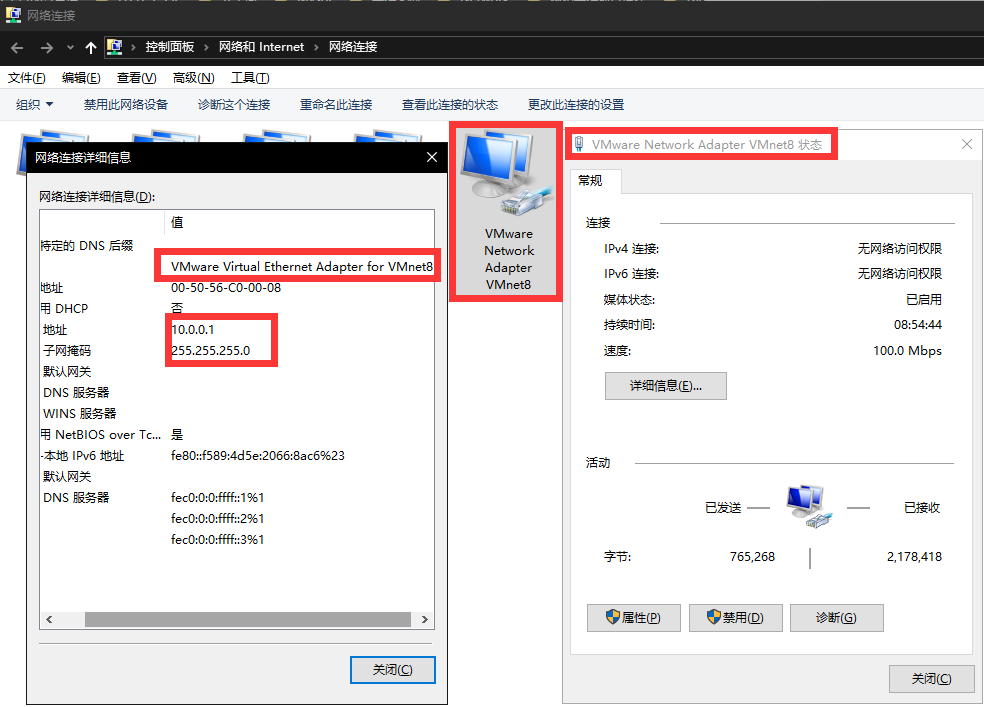 网络连接
控制面板 › 网络和 Internet › 网络连接
文件(F) 编辑(E) 查看(V) 高级(N) 工具(T)
组织 禁用此网络设备 诊断这个连接 重命名此连接 查看此连接的状态 更改此连接的设置
网络连接详细信息
网络连接详细信息(D):
值
特定的 DNS 后缀
VMware Virtual Ethernet Adapter for VMnet8
地址 00-50-56-C0-00-08
用 DHCP 否
地址 10.0.0.1
子网掩码 255.255.255.0
默认网关
DNS 服务器
WINS 服务器
用 NetBIOS over Tc... 是
-本地 IPv6 地址 fe80::f589:4d5e:2066:8ac6%23
默认网关
DNS 服务器 fec0:0:0:ffff::1%1
fec0:0:0:ffff::2%1
fec0:0:0:ffff::3%1
关闭(C)
VMware
Network
Adapter
VMnet8
VMware Network Adapter VMnet8 状态
常规
连接
IPv4 连接: 无网络访问权限
IPv6 连接: 无网络访问权限
媒体状态: 已启用
持续时间: 08:54:44
速度: 100.0 Mbps
详细信息(E)...
活动
已发送 已接收
字节: 765,268 2,178,418
属性(P) 禁用(D) 诊断(G)
关闭(C)